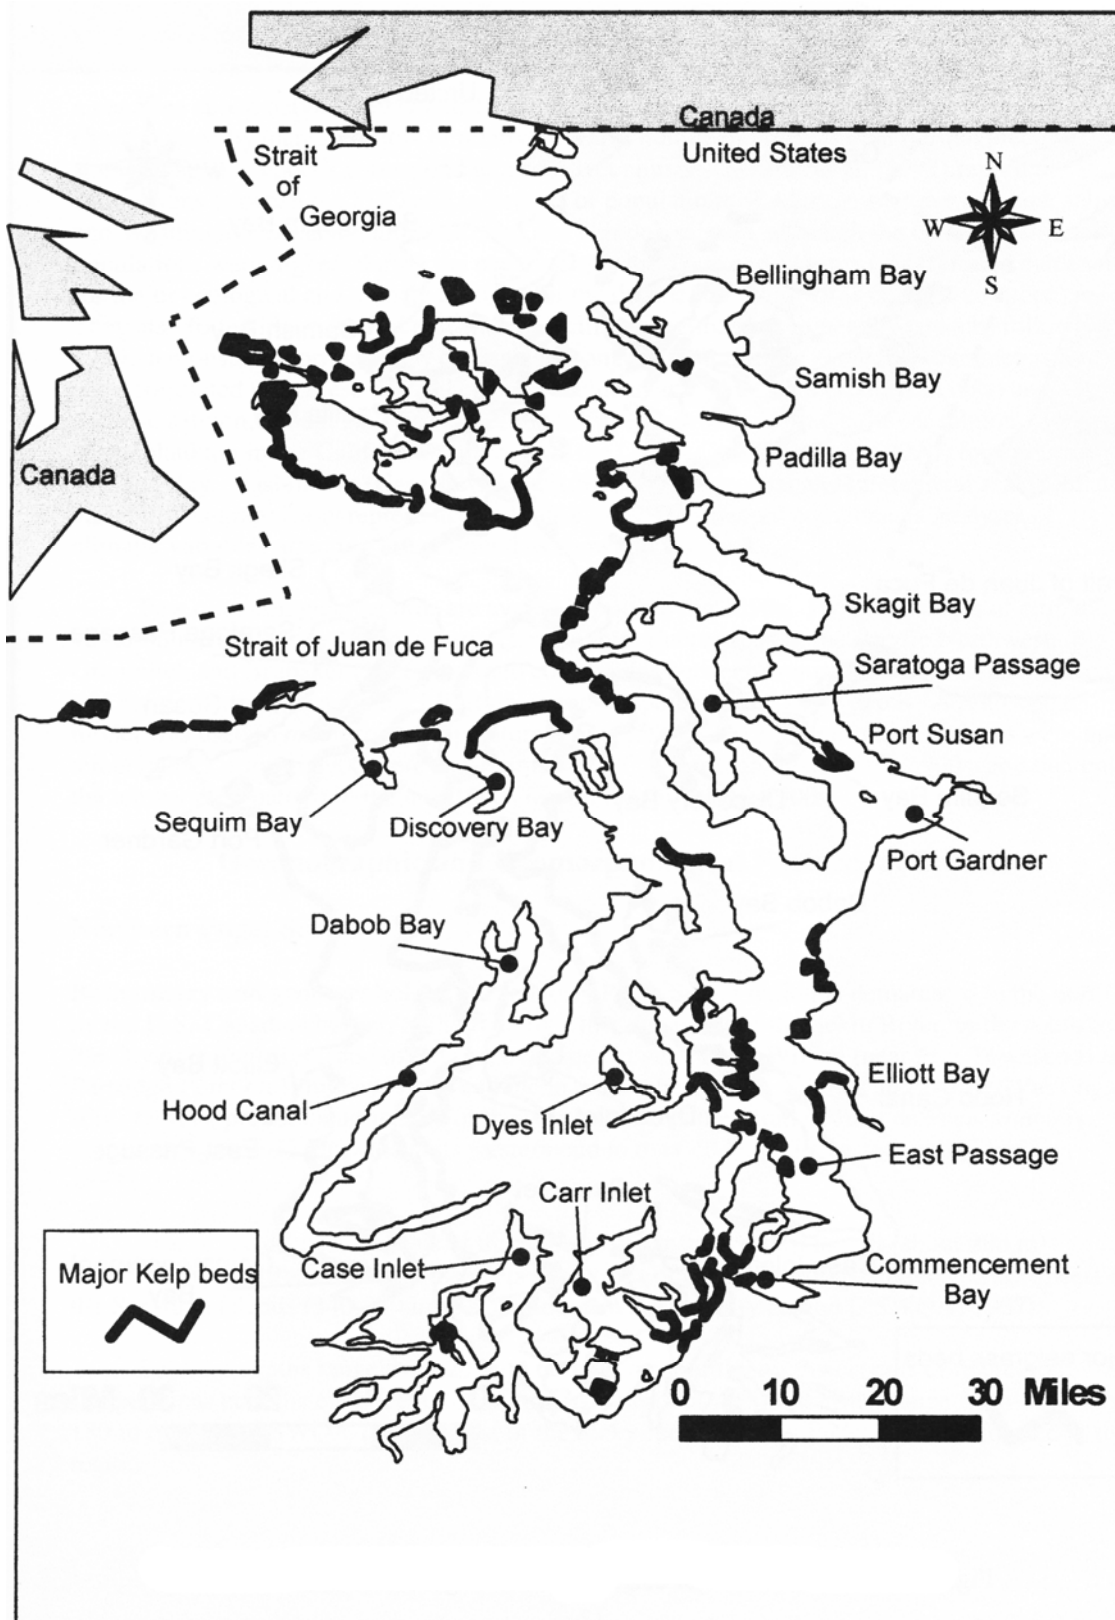 Canada
United States
Strait
of
Georgia
N
W E
S
Bellingham Bay
Samish Bay
Padilla Bay
Canada
Skagit Bay
Strait of Juan de Fuca
Saratoga Passage
Port Susan
Sequim Bay
Discovery Bay
Port Gardner
Dabob Bay
Elliott Bay
Hood Canal
Dyes Inlet
East Passage
Carr Inlet
Case Inlet
Commencement
Bay
Major Kelp beds
0 10 20 30 Miles